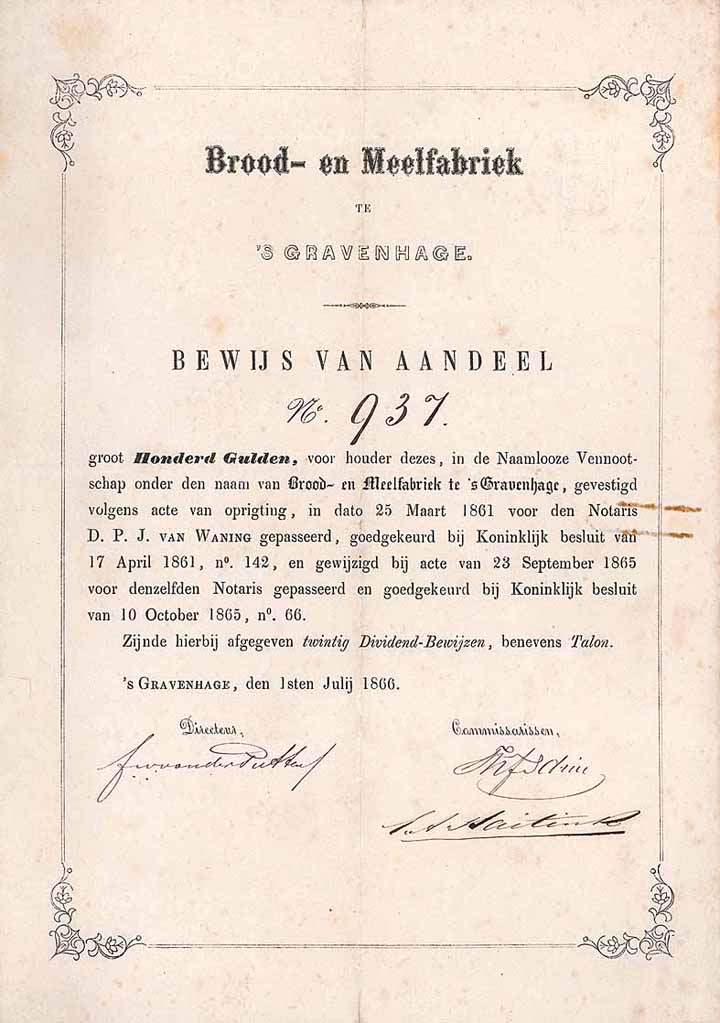 Brood- en Meelfabriek
TE
'S GRAVENHAGE.
BEWIJS VAN AANDEEL
No. 937.
groot Honderd Gulden, voor houder dezes, in de Naamlooze Vennoot-
schap onder den naam van Brood- en Meelfabriek te 's Gravenhage, gevestigd
volgens acte van oprigting, in dato 25 Maart 1861 voor den Notaris
D. P. J. VAN WANING gepasseerd, goedgekeurd bij Koninklijk besluit van
17 April 1861, no. 142, en gewijzigd bij acte van 23 September 1865
voor denzelfden Notaris gepasseerd en goedgekeurd bij Koninklijk besluit
van 10 October 1865, no. 66.
Zijnde hierbij afgegeven twintig Dividend-Bewijzen, benevens Talon.
's GRAVENHAGE, den 1sten Julij 1866.
Directeur,
Commissarissen,